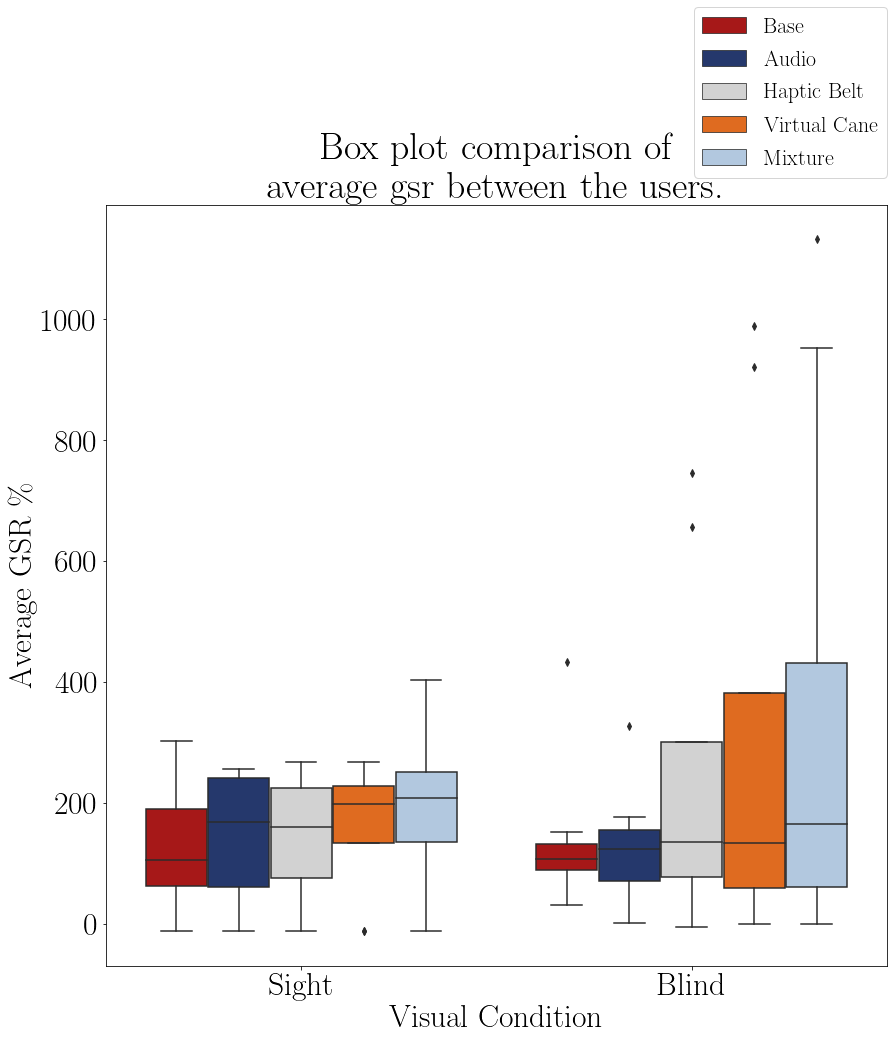 Base
Audio
Haptic Belt
Virtual Cane
Mixture
Box plot comparison of
average gsr between the users.
1000
800
600
400
200
0
Average GSR %
Sight
Blind
Visual Condition